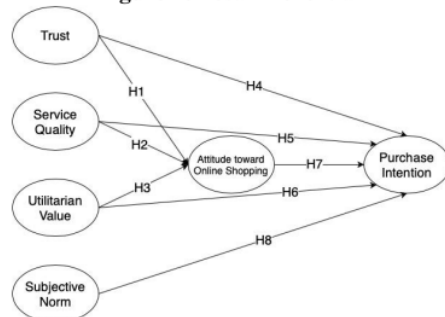 Trust
H1
H4
Service
Quality
H2
H5
Attitude toward
Online Shopping
H7
Purchase
Intention
H3
H6
Utilitarian
Value
H8
Subjective
Norm